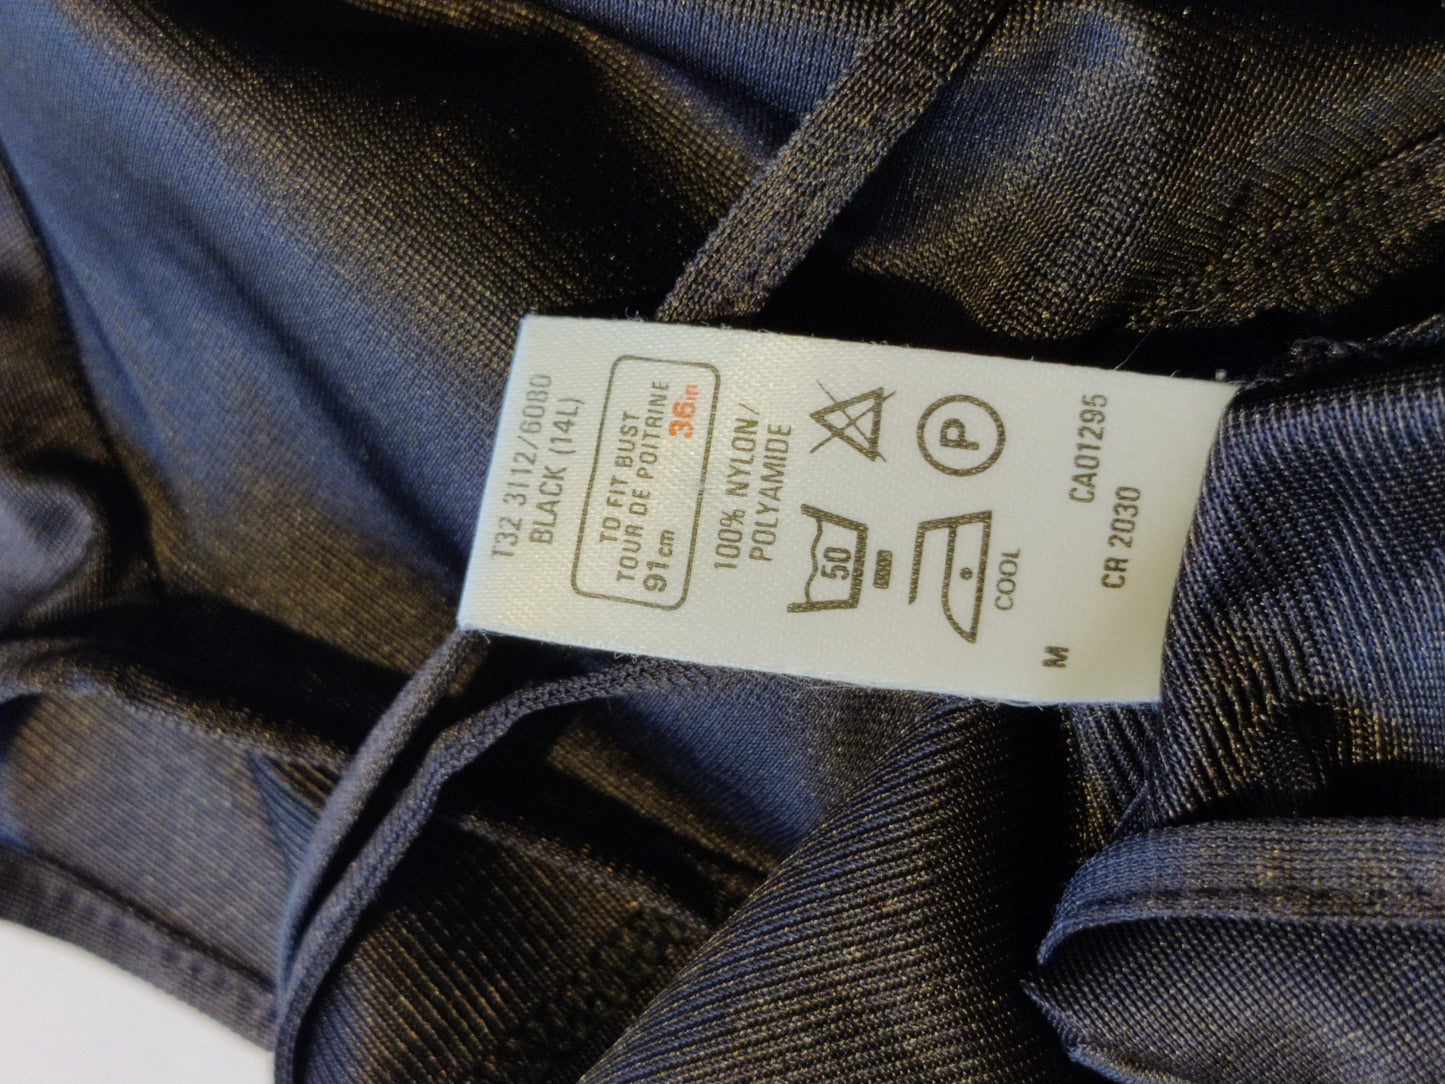 T32 3112/6080
BLACK (14L)
TO FIT BUST
TOUR DE POITRINE
91cm 36in
100% NYLON/
POLYAMIDE
50
P
COOL
CA01295
M CR 2030